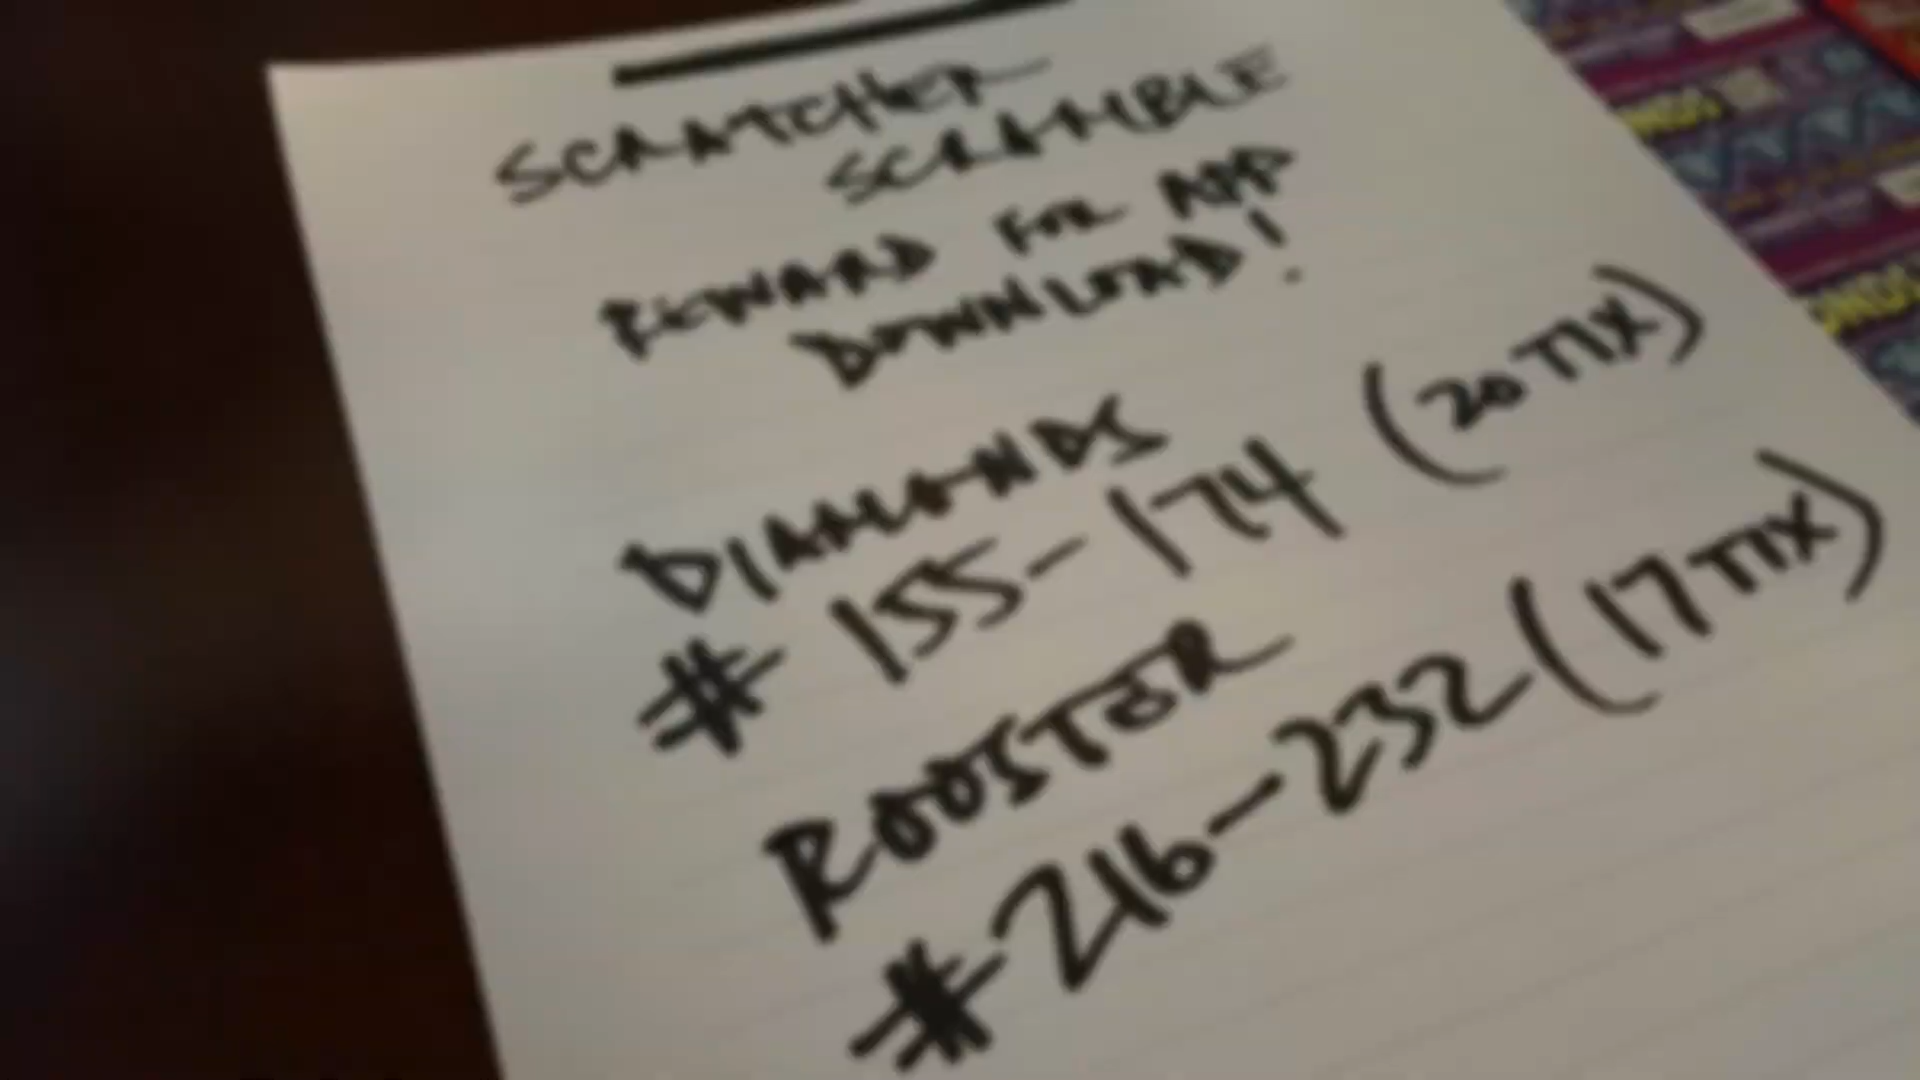 SCRATCHER
SCRAMBLE
REWARD FOR APP
DOWNLOAD!
DIAMONDS
# 155-174 (20 TIX)
ROOSTER
#216-232 (17 TIX)